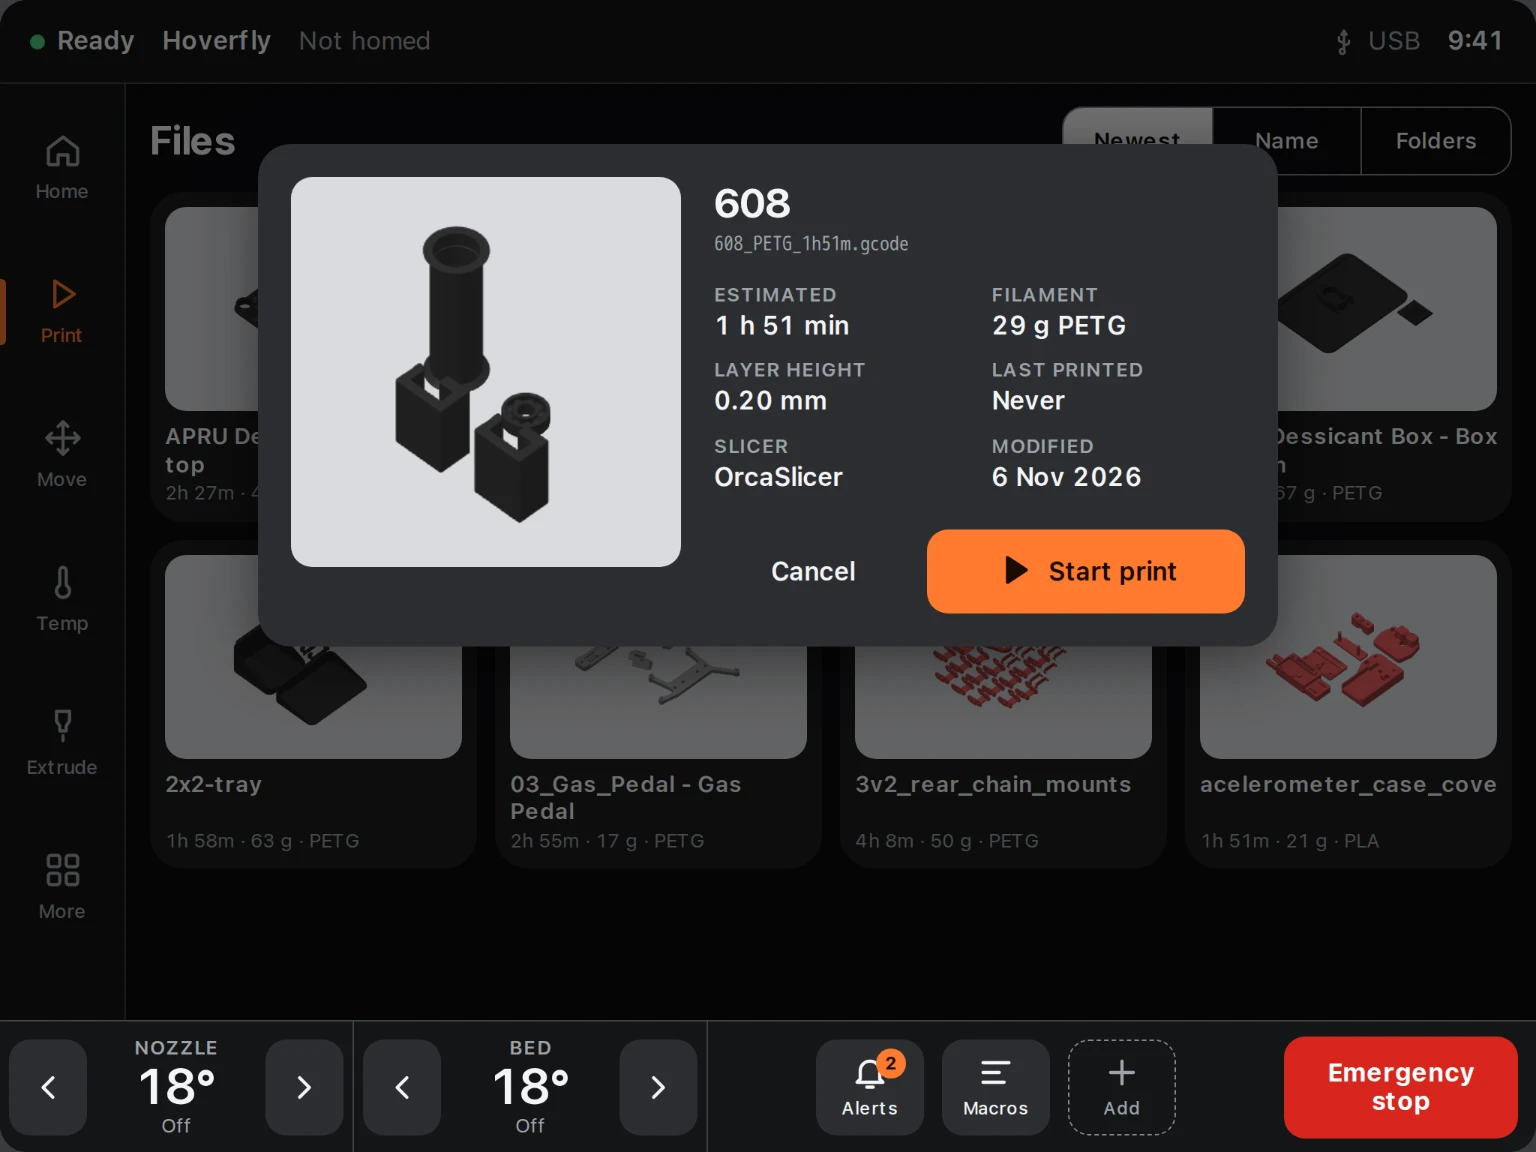 Ready Hoverfly Not homed
USB 9:41
Files
Newest Name Folders
Home
Print
Move
Temp
Extrude
More
608
608_PETG_1h51m.gcode
ESTIMATED
1 h 51 min
FILAMENT
29 g PETG
LAYER HEIGHT
0.20 mm
LAST PRINTED
Never
SLICER
OrcaSlicer
MODIFIED
6 Nov 2026
Cancel
Start print
APRU
top
2h 27m ·
Dessicant Box - Box
67 g · PETG
2x2-tray
1h 58m · 63 g · PETG
03_Gas_Pedal - Gas
Pedal
2h 55m · 17 g · PETG
3v2_rear_chain_mounts
4h 8m · 50 g · PETG
acelerometer_case_cove
1h 51m · 21 g · PLA
NOZZLE
18°
Off
BED
18°
Off
2
Alerts
Macros
Add
Emergency
stop